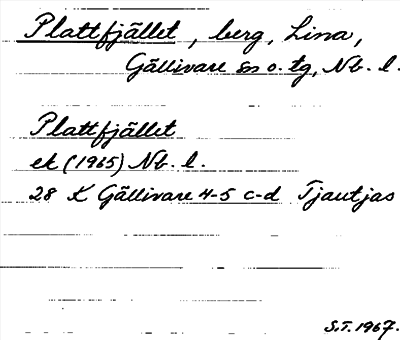 Plattfjället, berg, Lina,
Gällivare sn o. tg, Nb. l.
Plattfjället
ek (1965) Nb. l.
28 K Gällivare 4-5 c-d Tjautjas
S.T. 1967.